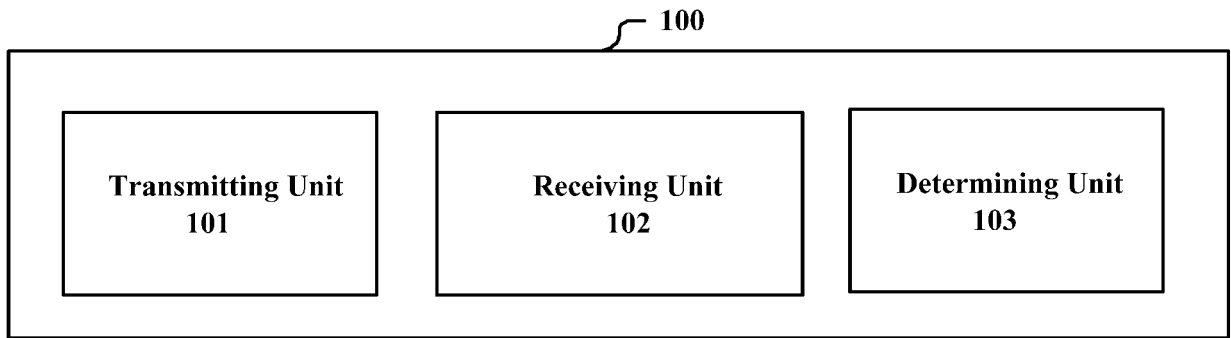 100
Transmitting Unit
101
Receiving Unit
102
Determining Unit
103